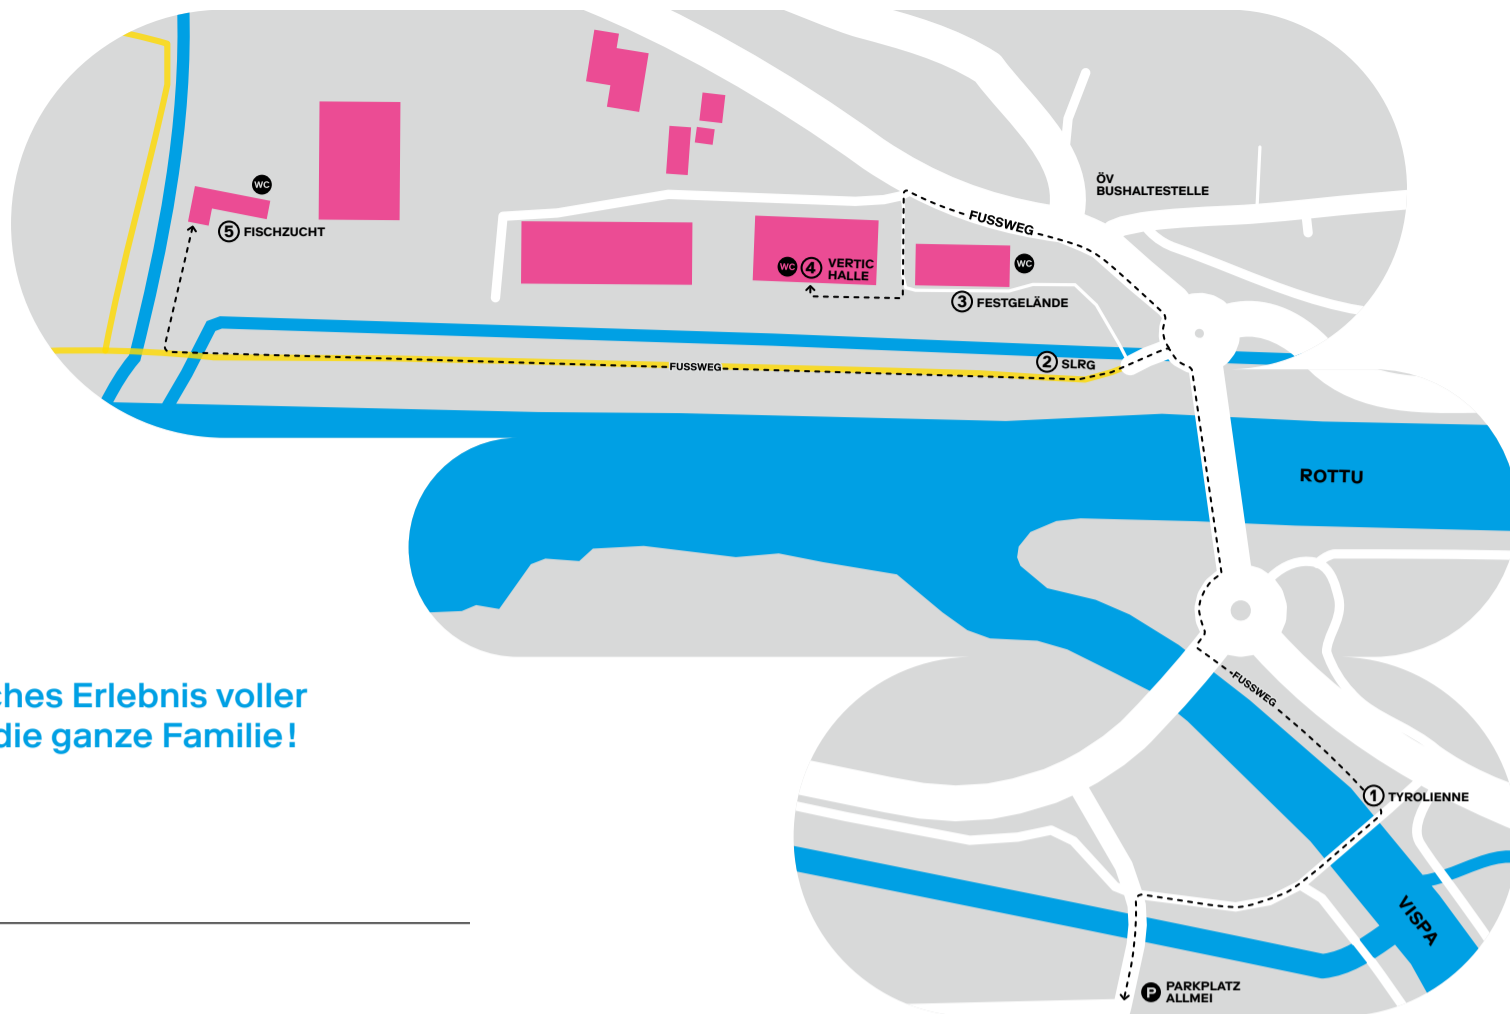 ÖV
BUSHALTESTELLE
WC
5 FISCHZUCHT
FUSSWEG
WC 4 VERTIC
HALLE
WC
3 FESTGELÄNDE
2 SLRG
FUSSWEG
ROTTU
FUSSWEG
ches Erlebnis voller
die ganze Familie!
1 TYROLIENNE
VISPA
P PARKPLATZ
ALLMEI